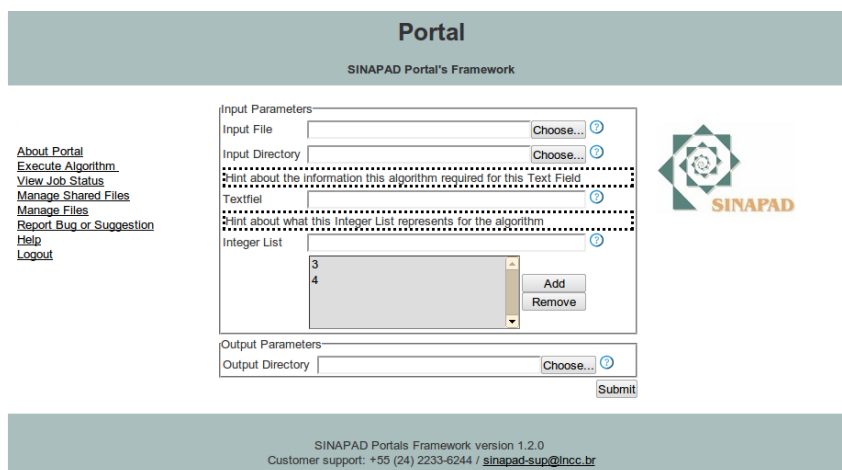 Portal
SINAPAD Portal's Framework
About Portal
Execute Algorithm
View Job Status
Manage Shared Files
Manage Files
Report Bug or Suggestion
Help
Logout
Input Parameters
Input File Choose... ?
Input Directory Choose... ?
Hint about the information this algorithm required for this Text Field
Textfiel ?
Hint about what this Integer List represents for the algorithm
Integer List ?
3
4
Add
Remove
Output Parameters
Output Directory Choose... ?
Submit
SINAPAD
SINAPAD Portals Framework version 1.2.0
Customer support: +55 (24) 2233-6244 / sinapad-sup@lncc.br